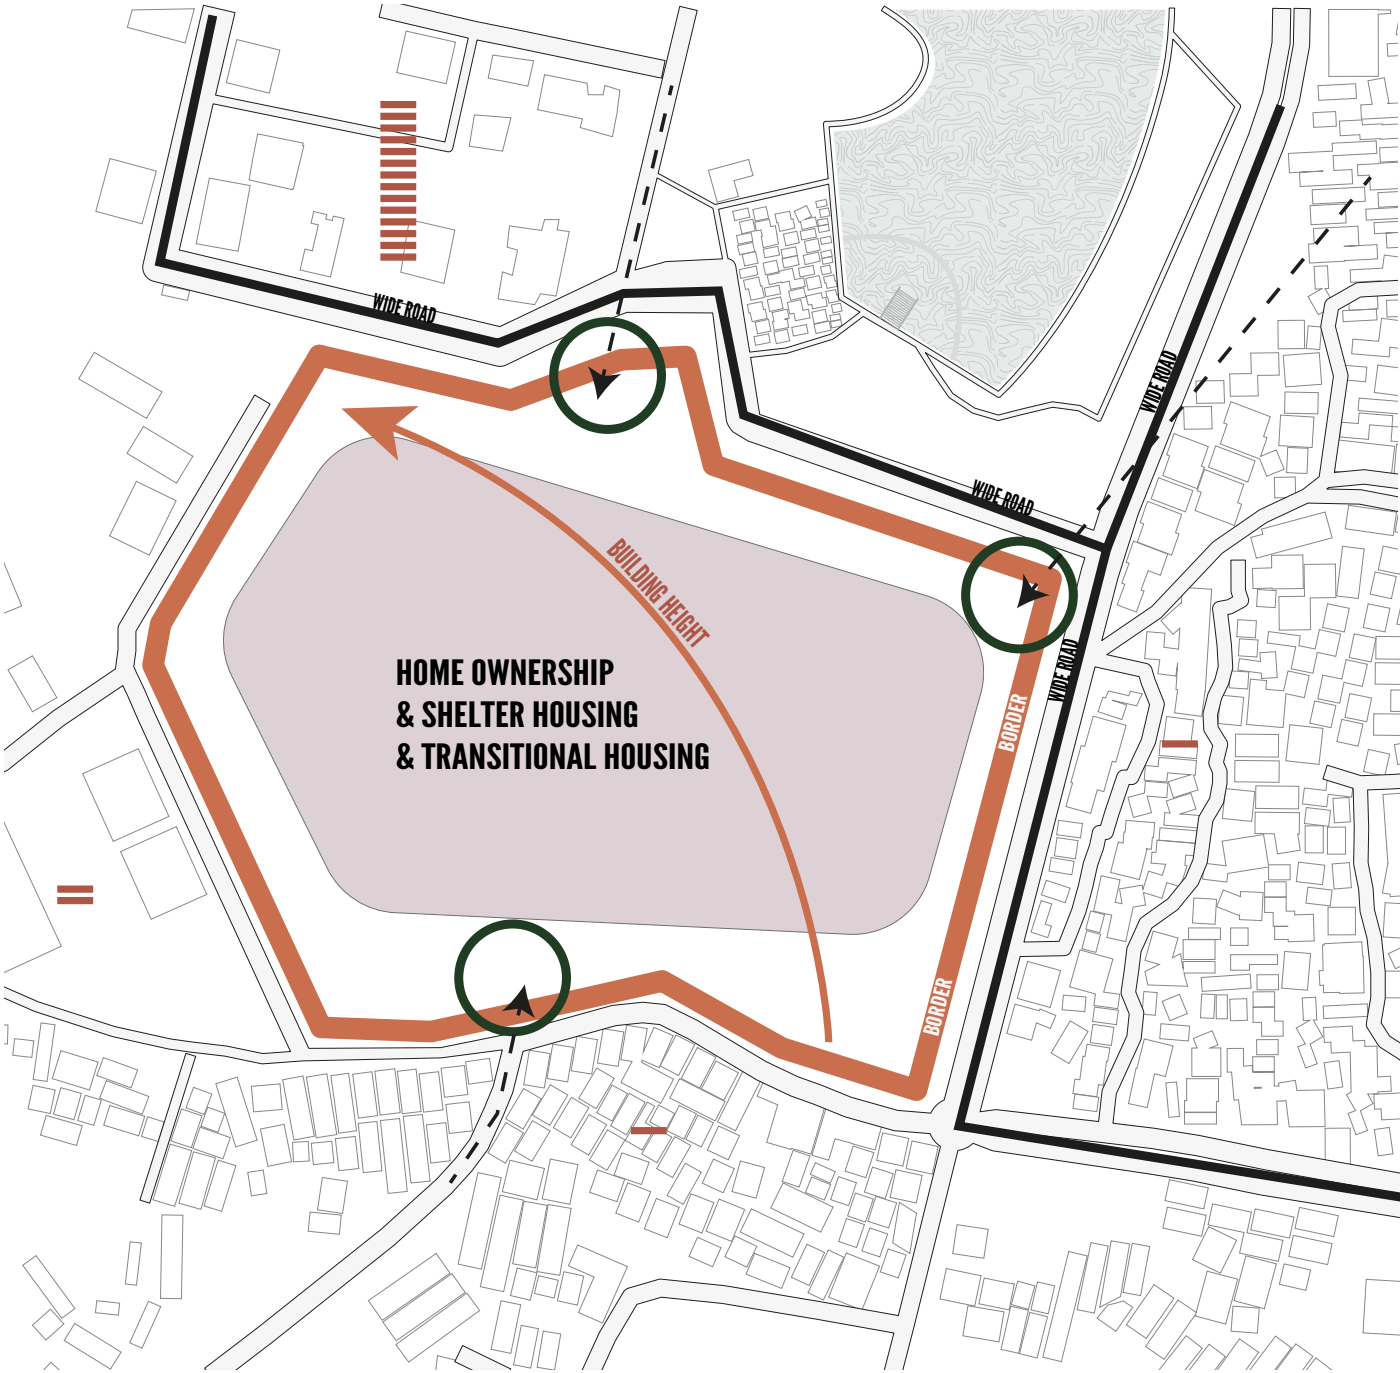 WIDE ROAD
WIDE ROAD
WIDE ROAD
BUILDING HEIGHT
WIDE ROAD
HOME OWNERSHIP
& SHELTER HOUSING
& TRANSITIONAL HOUSING
BORDER
BORDER